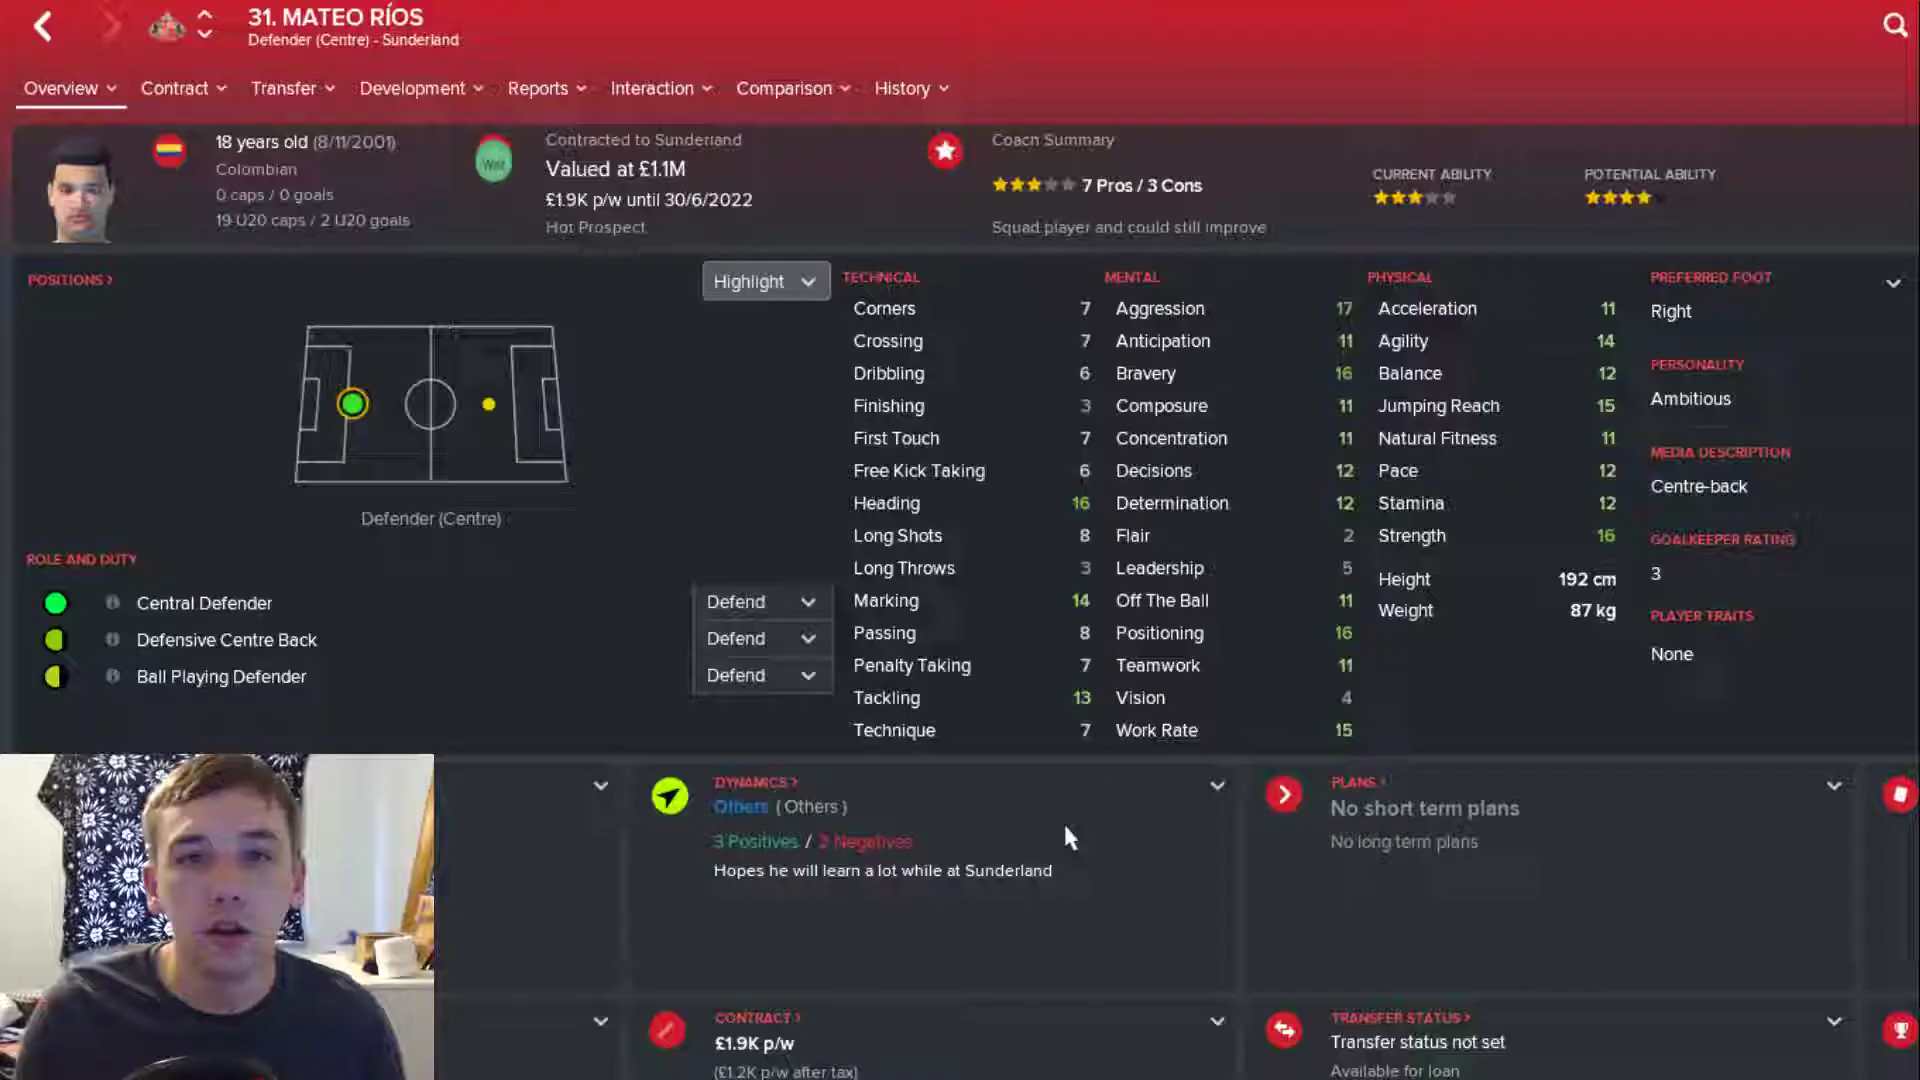 31. MATEO RÍOS
Defender (Centre) - Sunderland
Overview
Contract
Transfer
Development
Reports
Interaction
Comparison
History
18 years old (8/11/2001)
Colombian
0 caps / 0 goals
19 U20 caps / 2 U20 goals
Wnt
Contracted to Sunderland
Valued at £1.1M
£1.9K p/w until 30/6/2022
Hot Prospect
Coach Summary
7 Pros / 3 Cons
Squad player and could still improve
CURRENT ABILITY
POTENTIAL ABILITY
POSITIONS >
Highlight
Defender (Centre)
ROLE AND DUTY
Central Defender Defend
Defensive Centre Back Defend
Ball Playing Defender Defend
TECHNICAL
Corners 7
Crossing 7
Dribbling 6
Finishing 3
First Touch 7
Free Kick Taking 6
Heading 16
Long Shots 8
Long Throws 3
Marking 14
Passing 8
Penalty Taking 7
Tackling 13
Technique 7
MENTAL
Aggression 17
Anticipation 11
Bravery 16
Composure 11
Concentration 11
Decisions 12
Determination 12
Flair 2
Leadership 5
Off The Ball 11
Positioning 16
Teamwork 11
Vision 4
Work Rate 15
PHYSICAL
Acceleration 11
Agility 14
Balance 12
Jumping Reach 15
Natural Fitness 11
Pace 12
Stamina 12
Strength 16
Height 192 cm
Weight 87 kg
PREFERRED FOOT
Right
PERSONALITY
Ambitious
MEDIA DESCRIPTION
Centre-back
GOALKEEPER RATING
3
PLAYER TRAITS
None
DYNAMICS >
Others ( Others )
3 Positives / 2 Negatives
Hopes he will learn a lot while at Sunderland
PLANS >
No short term plans
No long term plans
CONTRACT >
£1.9K p/w
(£1.2K p/w after tax)
TRANSFER STATUS >
Transfer status not set
Available for loan